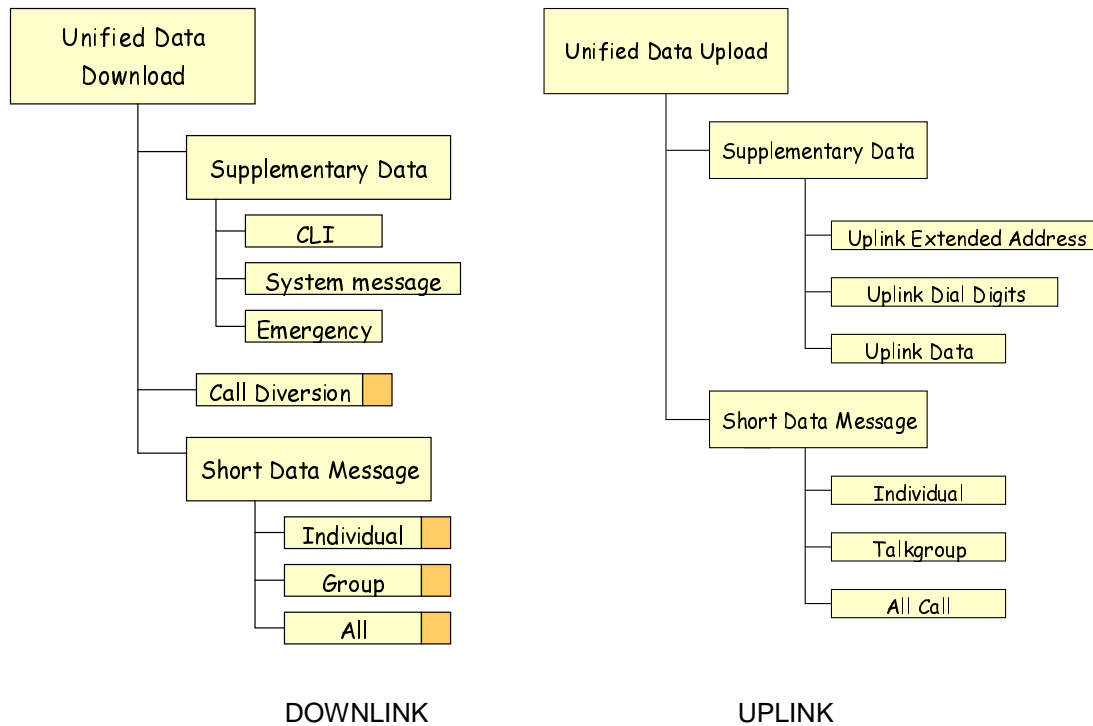 Unified Data
Download
Supplementary Data
CLI
System message
Emergency
Call Diversion
Short Data Message
Individual
Group
All
DOWNLINK
Unified Data Upload
Supplementary Data
Uplink Extended Address
Uplink Dial Digits
Uplink Data
Short Data Message
Individual
Talkgroup
All Call
UPLINK